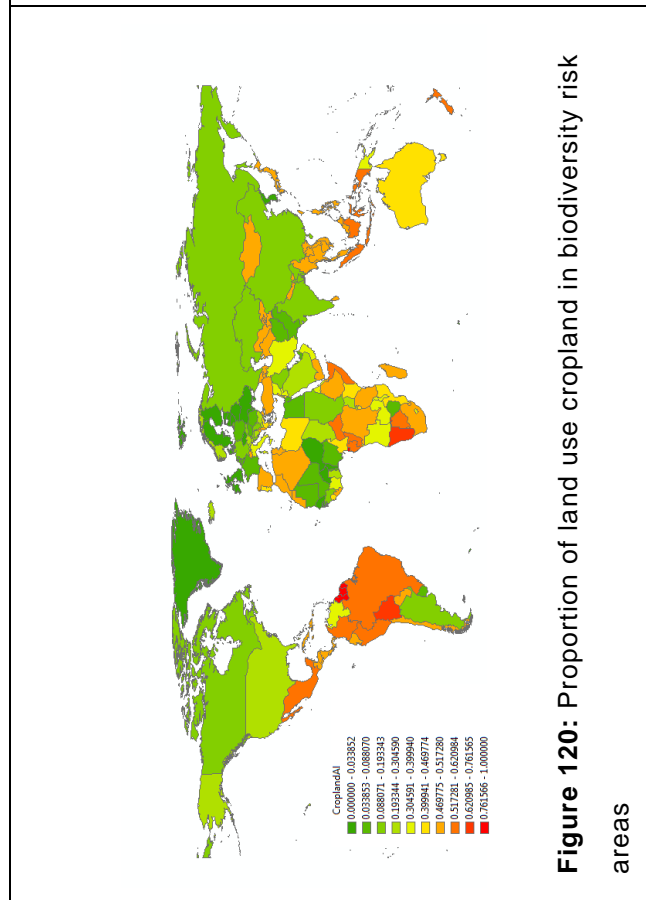 CroplandAl
0.000000 - 0.033852
0.033853 - 0.088070
0.088071 - 0.193343
0.193344 - 0.304590
0.304591 - 0.399940
0.399941 - 0.469774
0.469775 - 0.517280
0.517281 - 0.620984
0.620985 - 0.761565
0.761566 - 1.000000
Figure 120: Proportion of land use cropland in biodiversity risk
areas